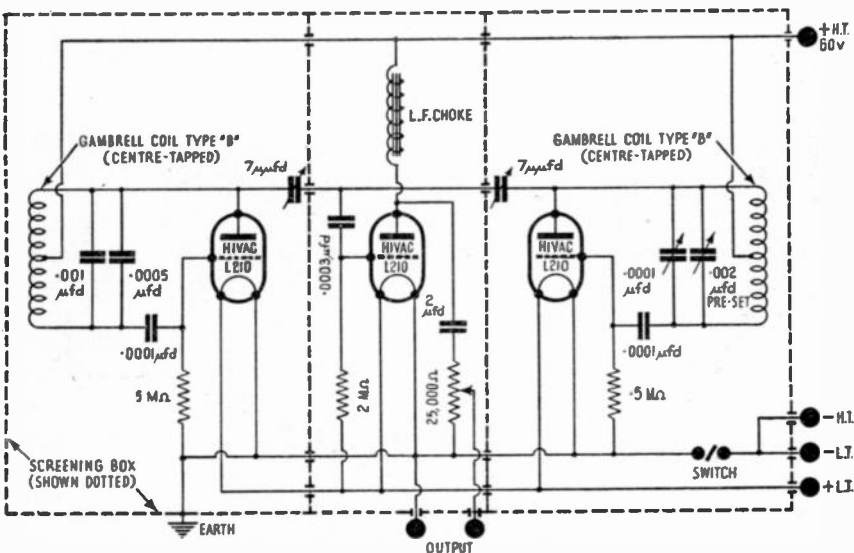 +H.T.
60v
L.F. CHOKE
GAMBRELL COIL TYPE "B"
(CENTRE-TAPPED)
GAMBRELL COIL TYPE "B"
(CENTRE-TAPPED)
7μμfd
7μμfd
HIVAC
L210
HIVAC
L210
HIVAC
L210
·001
μfd
·0005
μfd
·0003μfd
2
μfd
·0001
μfd
·002
μfd
PRE-SET
·0001μfd
·0001μfd
5 MΩ
2 MΩ
25,000Ω
·5 MΩ
-H.T.
-L.T.
+L.T.
SWITCH
SCREENING BOX
(SHOWN DOTTED)
EARTH
OUTPUT